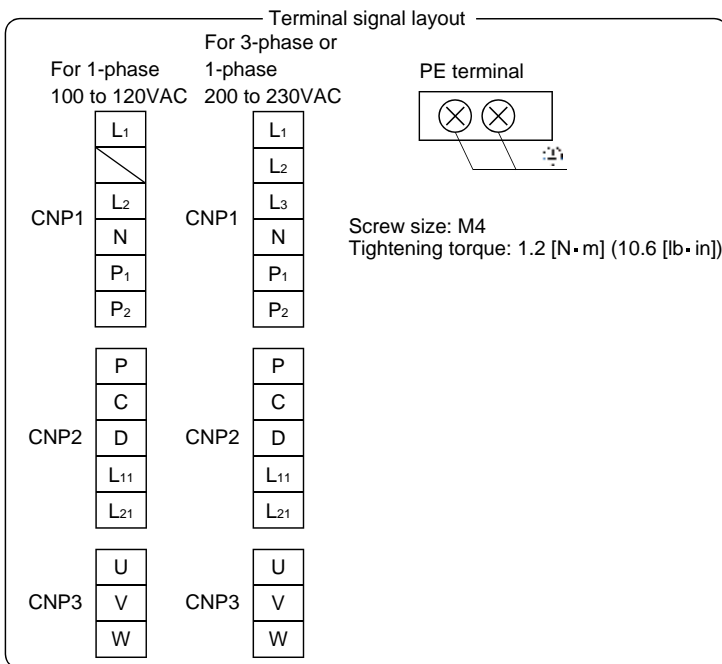 Terminal signal layout
For 1-phase
100 to 120VAC
For 3-phase or
1-phase
200 to 230VAC
PE terminal
CNP1
L1
L2
N
P1
P2
CNP1
L1
L2
L3
N
P1
P2
Screw size: M4
Tightening torque: 1.2 [N▪m] (10.6 [lb▪in])
CNP2
P
C
D
L11
L21
CNP2
P
C
D
L11
L21
CNP3
U
V
W
CNP3
U
V
W